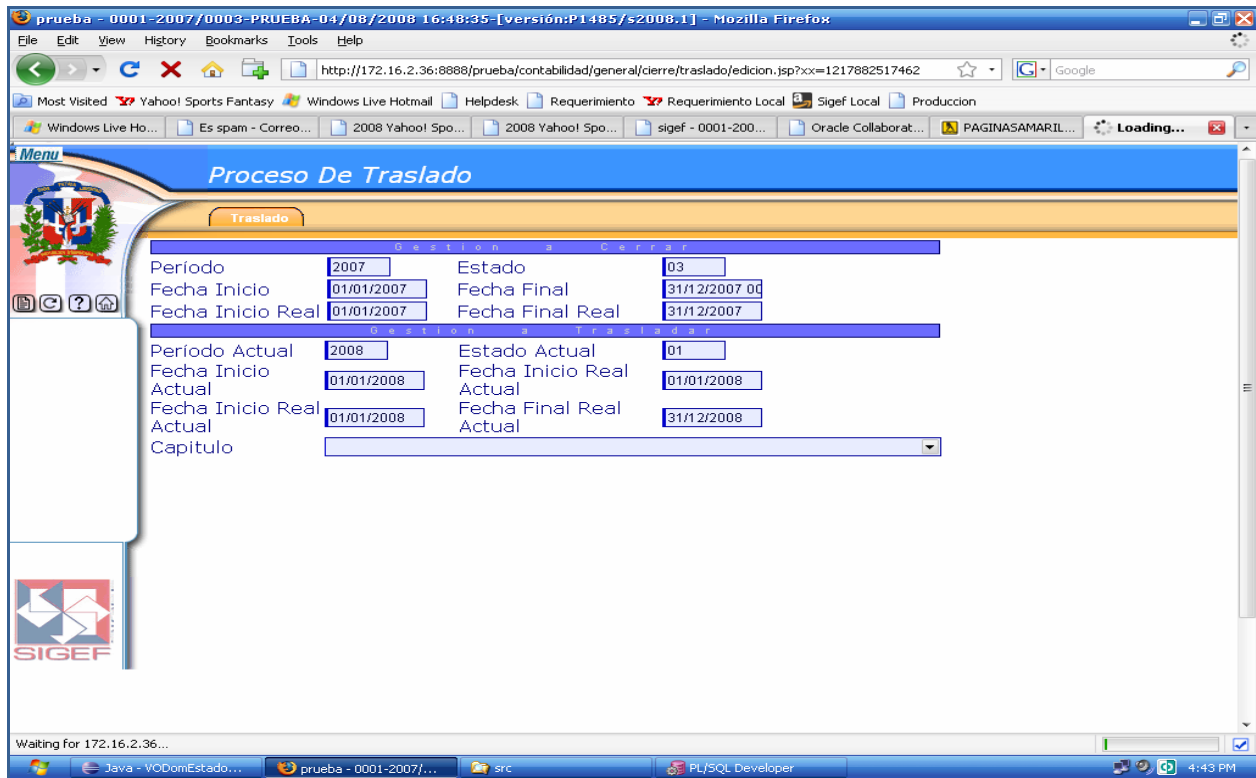 prueba - 0001-2007/0003-PRUEBA-04/08/2008 16:48:35-[versión:P1485/s2008.1] - Mozilla Firefox
File Edit View History Bookmarks Tools Help
http://172.16.2.36:8888/prueba/contabilidad/general/cierre/traslado/edicion.jsp?xx=1217882517462 Google
Most Visited Yahoo! Sports Fantasy Windows Live Hotmail Helpdesk Requerimiento Requerimiento Local Sigef Local Produccion
Windows Live Ho... Es spam - Correo... 2008 Yahoo! Spo... 2008 Yahoo! Spo... sigef - 0001-200... Oracle Collaborat... PAGINASAMARIL... Loading...
Menu
Proceso De Traslado
Traslado
Gestion a Cerrar
Período 2007 Estado 03
Fecha Inicio 01/01/2007 Fecha Final 31/12/2007 00
Fecha Inicio Real 01/01/2007 Fecha Final Real 31/12/2007
Gestion a Trasladar
Período Actual 2008 Estado Actual 01
Fecha Inicio Actual 01/01/2008 Fecha Inicio Real Actual 01/01/2008
Fecha Inicio Real Actual 01/01/2008 Fecha Final Real Actual 31/12/2008
Capitulo
SIGEF
Waiting for 172.16.2.36...
Java - VODomEstado... prueba - 0001-2007/... src PL/SQL Developer 4:43 PM